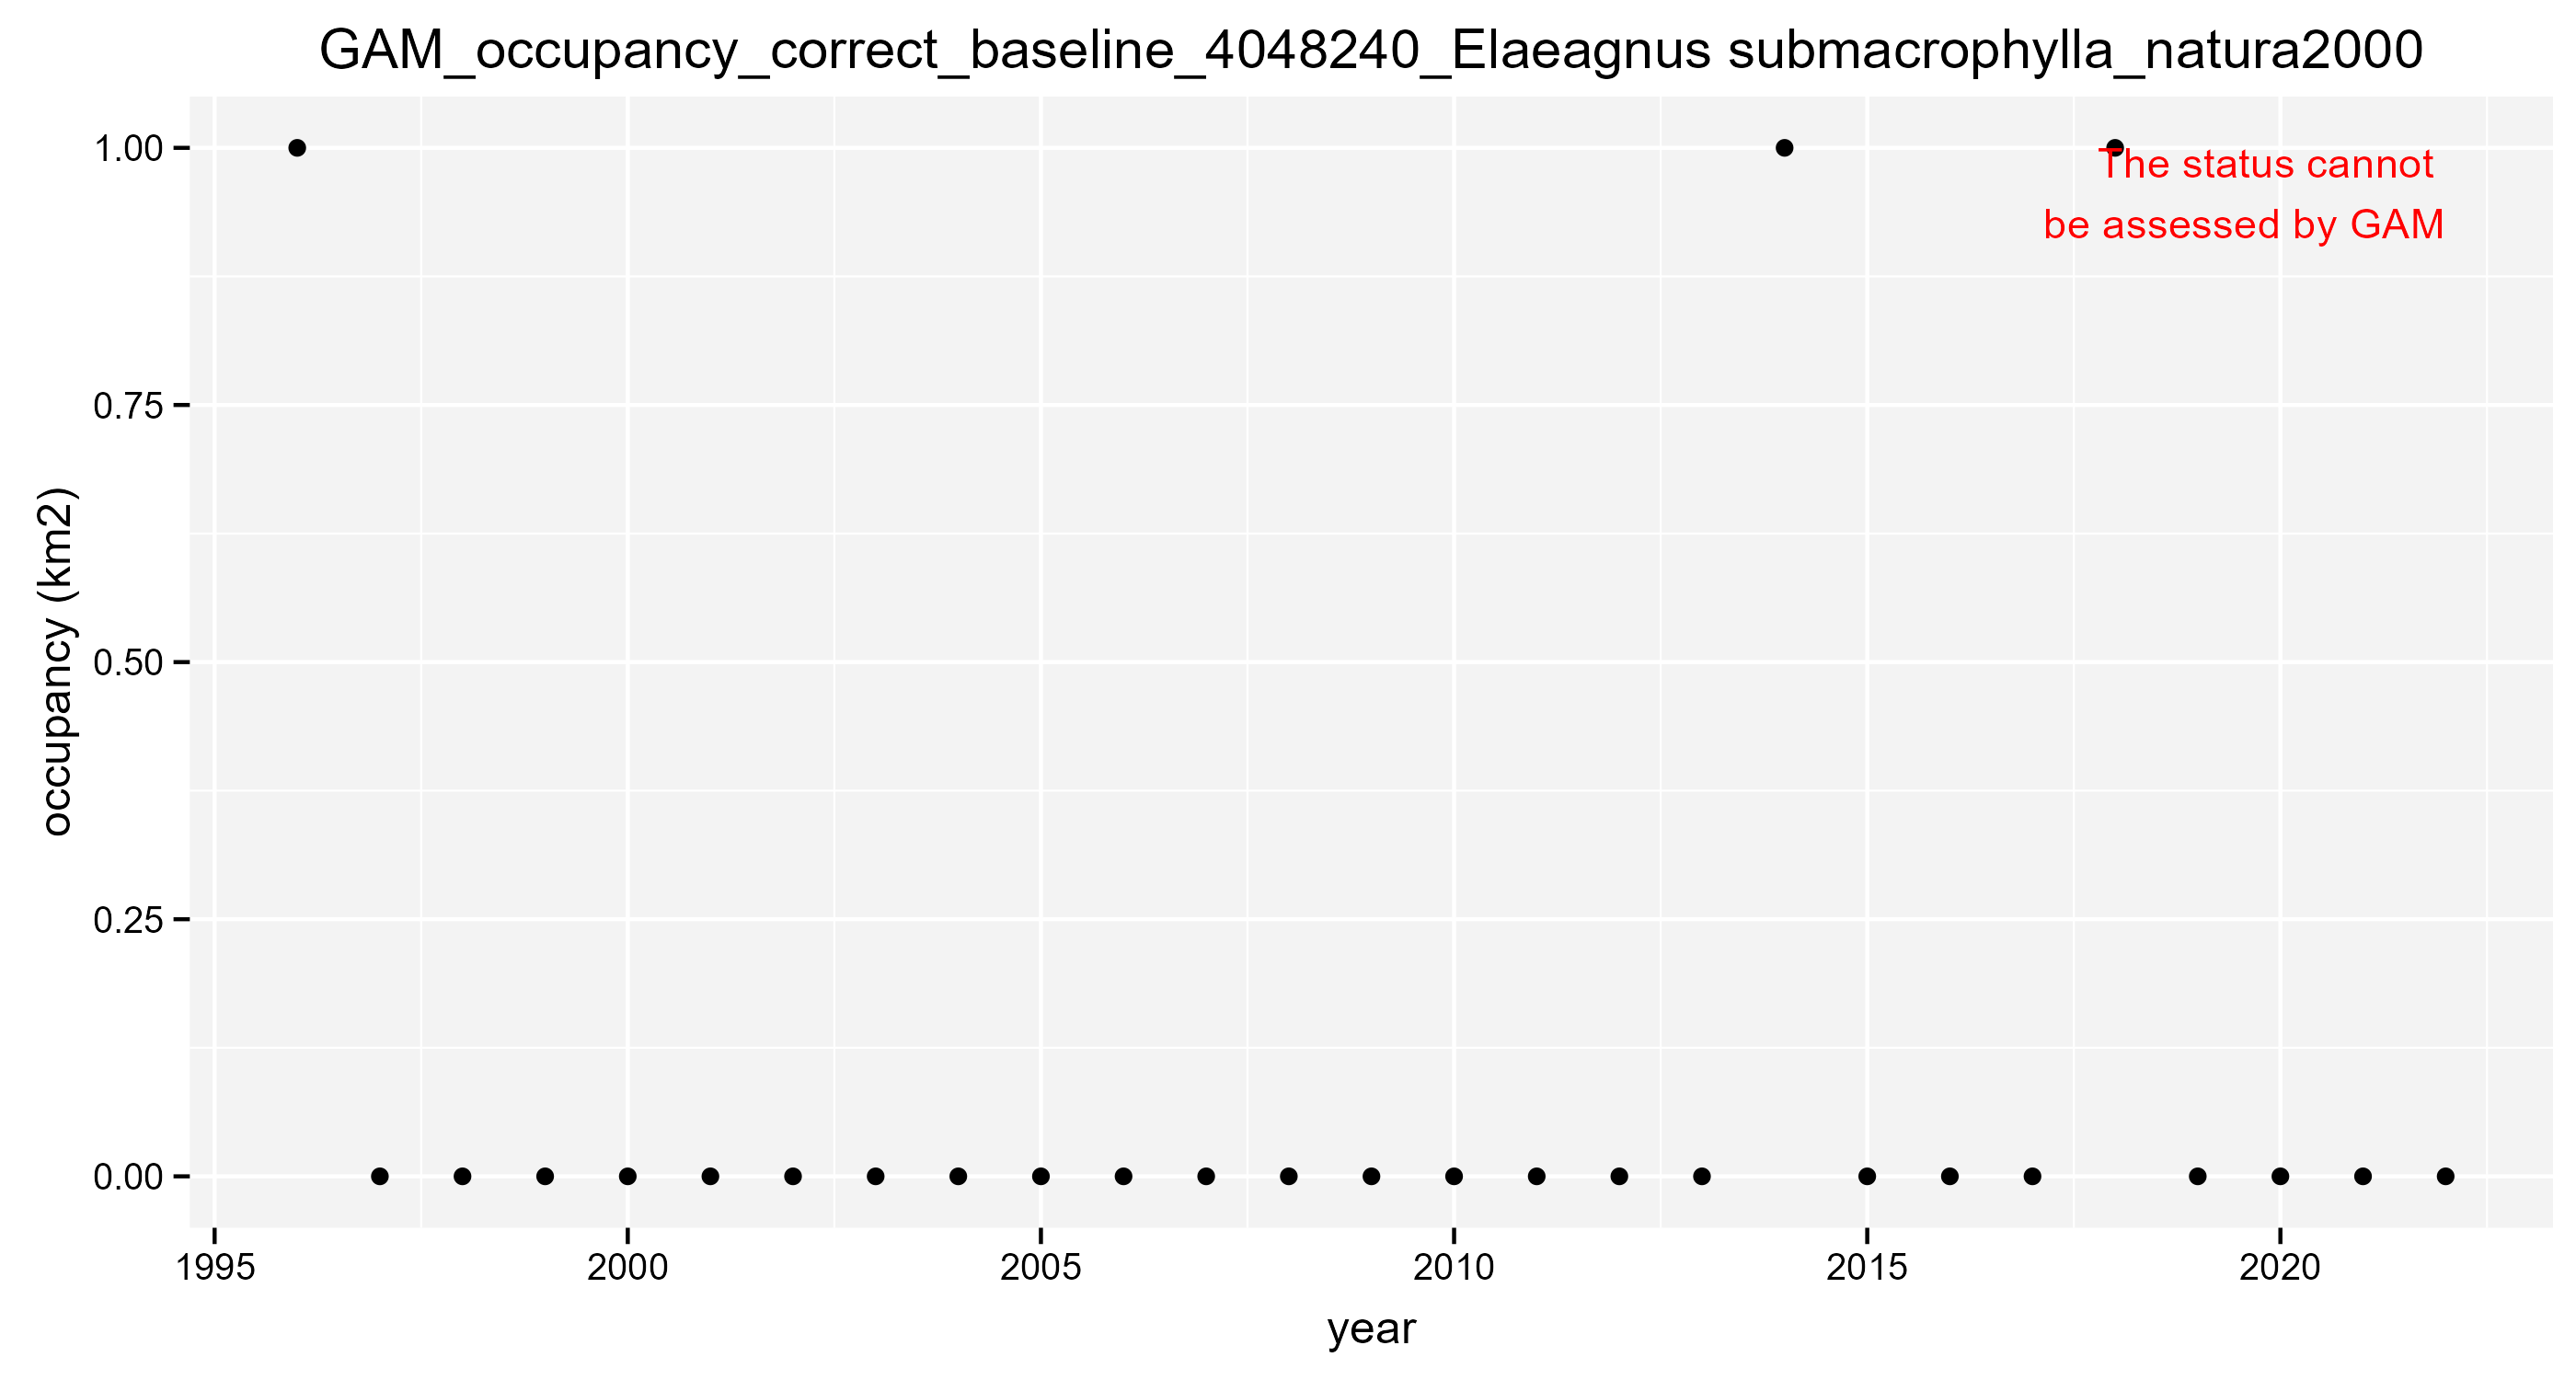 GAM_occupancy_correct_baseline_4048240_Elaeagnus submacrophylla_natura2000
1.00
The status cannot
be assessed by GAM
0.75
occupancy (km2)
0.50
0.25
0.00
1995 2000 2005 2010 2015 2020
year